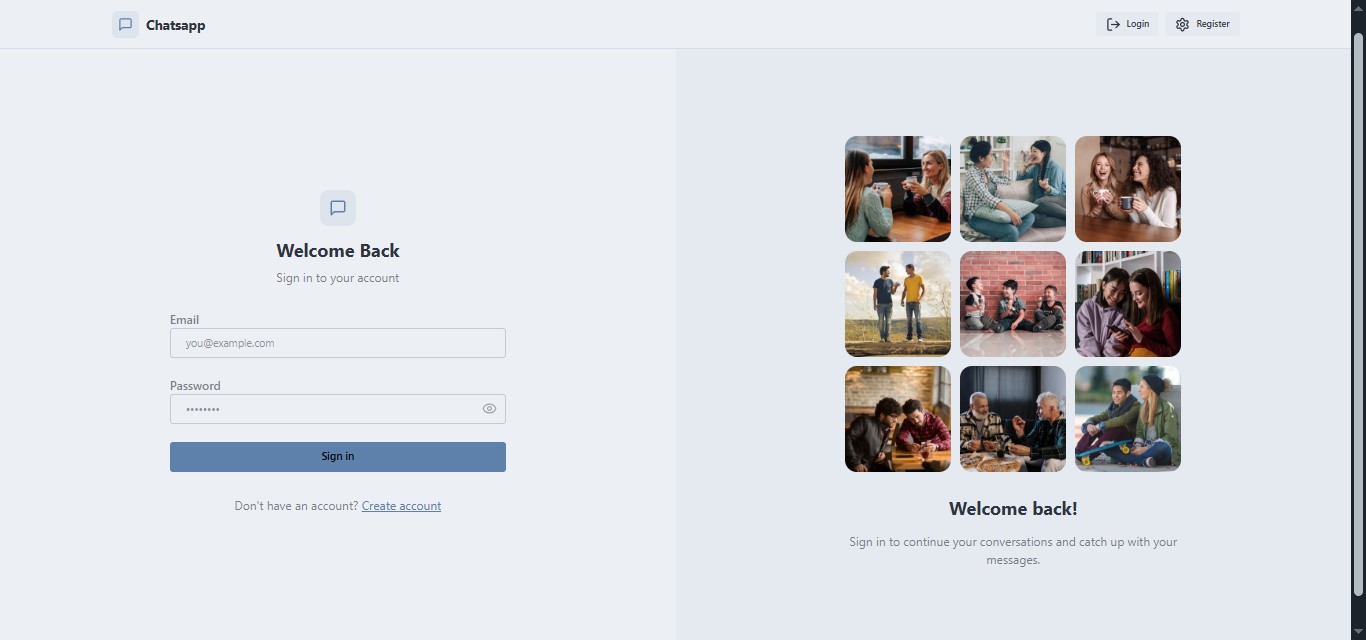 Chatsapp
Login
Register
Welcome Back
Sign in to your account
Email
you@example.com
Password
••••••••
Sign in
Don't have an account? Create account
Welcome back!
Sign in to continue your conversations and catch up with your
messages.